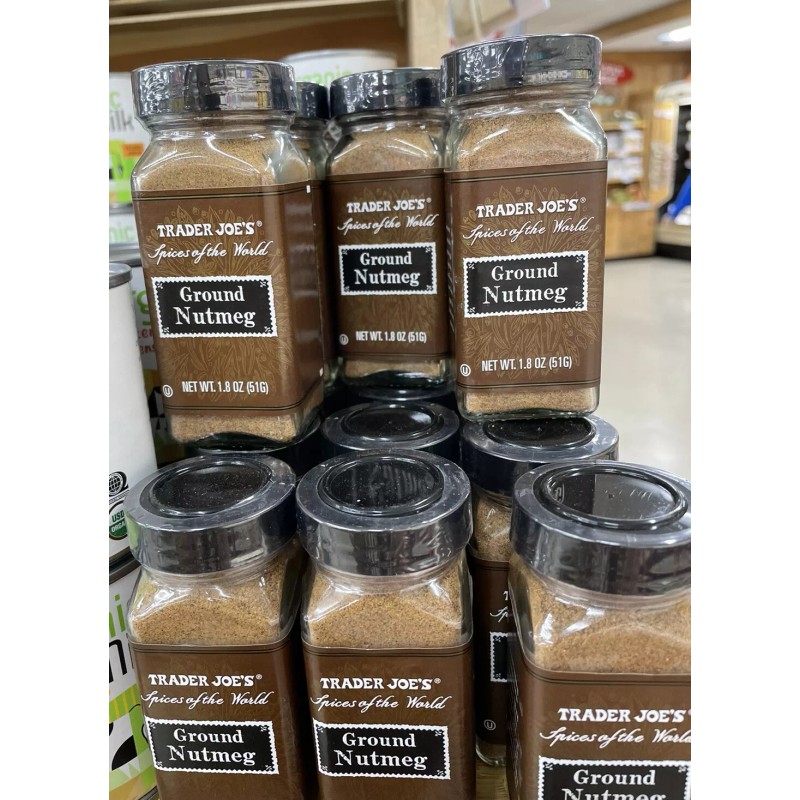 TRADER JOE'S®
Spices of the World
Ground
Nutmeg
NET WT. 1.8 OZ (51G)
TRADER JOE'S®
Spices of the World
Ground
Nutmeg
NET WT. 1.8 OZ (51G)
TRADER JOE'S®
Spices of the World
Ground
Nutmeg
NET WT. 1.8 OZ (51G)
TRADER JOE'S®
Spices of the World
Ground
Nutmeg
TRADER JOE'S®
Spices of the World
Ground
Nutmeg
TRADER JOE'S®
Spices of the World
Ground
Nutmeg
USDA